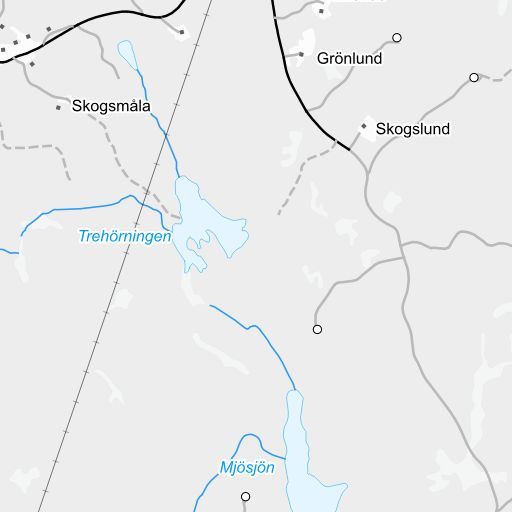 Grönlund
Skogsmåla
Skogslund
Trehörningen
Mjösjön